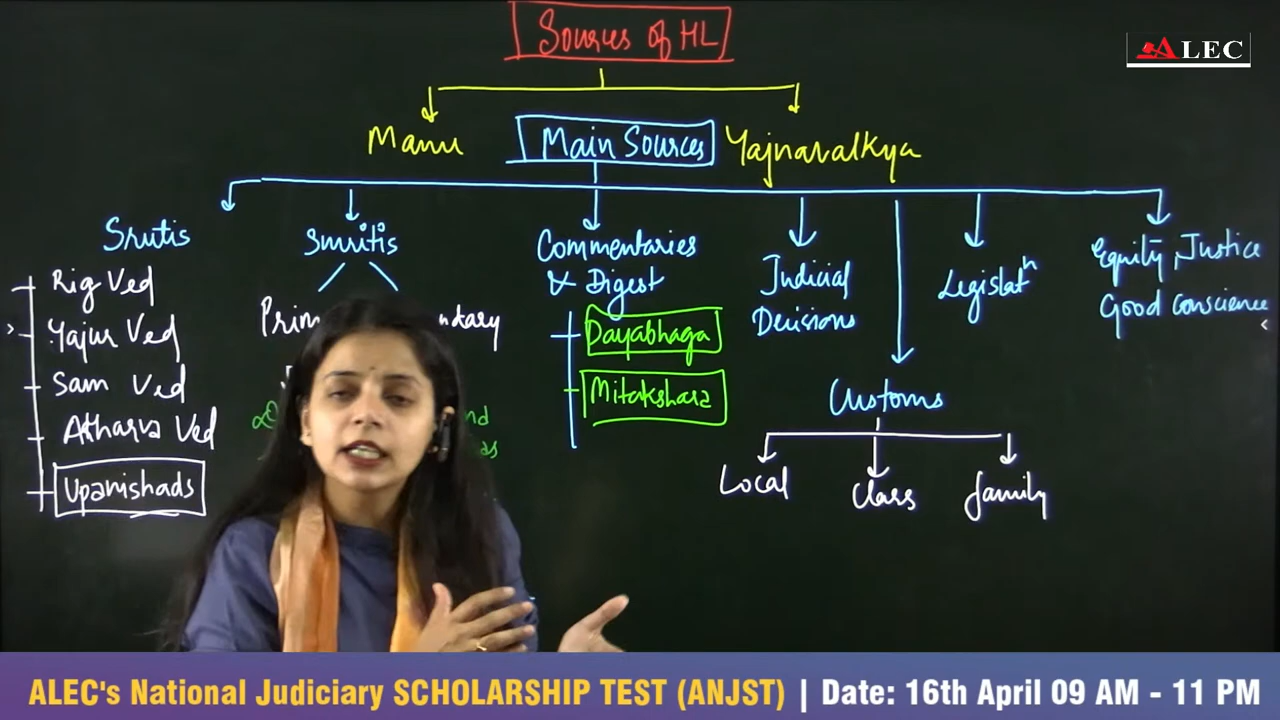 Sources of HL
ALEC
Manu
Main Sources
Yajnavalkya
Srutis
Smritis
Commentaries
& Digest
Judicial
Decisions
Legislatn
Equity, Justice
Good conscience
Rig Ved
Yajur Ved
Sam Ved
Atharva Ved
Upanishads
Dayabhaga
Mitakshara
Customs
Local
Class
family
ALEC's National Judiciary SCHOLARSHIP TEST (ANJST) | Date: 16th April 09 AM - 11 PM